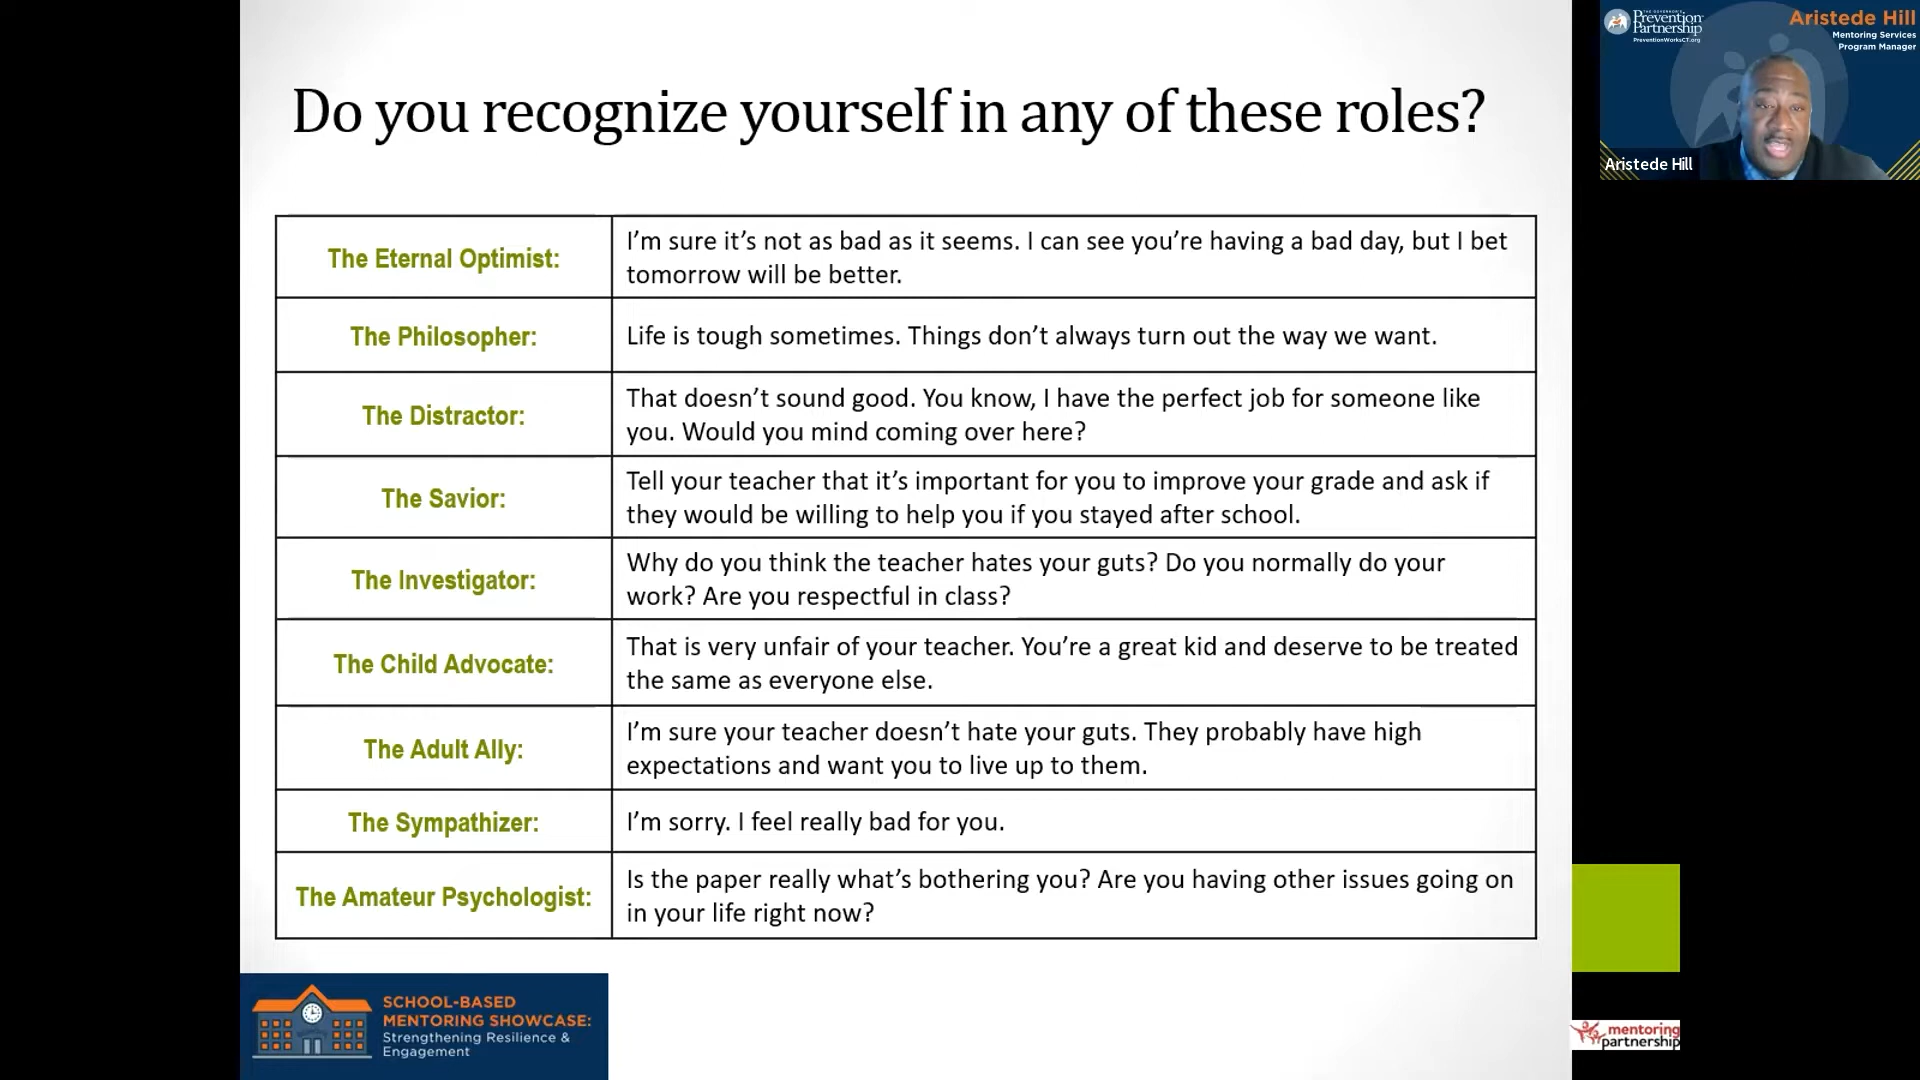 Do you recognize yourself in any of these roles?
The Eternal Optimist:
I'm sure it's not as bad as it seems. I can see you're having a bad day, but I bet
tomorrow will be better.
The Philosopher:
Life is tough sometimes. Things don't always turn out the way we want.
The Distractor:
That doesn't sound good. You know, I have the perfect job for someone like
you. Would you mind coming over here?
The Savior:
Tell your teacher that it's important for you to improve your grade and ask if
they would be willing to help you if you stayed after school.
The Investigator:
Why do you think the teacher hates your guts? Do you normally do your
work? Are you respectful in class?
The Child Advocate:
That is very unfair of your teacher. You're a great kid and deserve to be treated
the same as everyone else.
The Adult Ally:
I'm sure your teacher doesn't hate your guts. They probably have high
expectations and want you to live up to them.
The Sympathizer:
I'm sorry. I feel really bad for you.
The Amateur Psychologist:
Is the paper really what's bothering you? Are you having other issues going on
in your life right now?
SCHOOL-BASED
MENTORING SHOWCASE:
Strengthening Resilience &
Engagement
THE GOVERNOR'S
Prevention
Partnership
PreventionWorksCT.org
Aristede Hill
Mentoring Services
Program Manager
Aristede Hill
mentoring
partnership